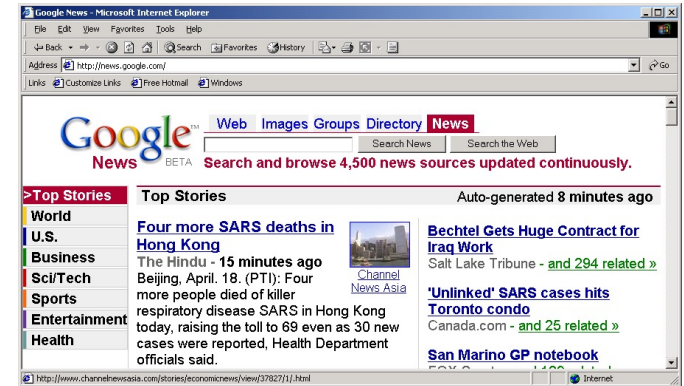 Google News - Microsoft Internet Explorer
File Edit View Favorites Tools Help
Back Search Favorites History
Address http://news.google.com/ Go
Links Customize Links Free Hotmail Windows
Web Images Groups Directory News
Google™
Search News Search the Web
News BETA Search and browse 4,500 news sources updated continuously.
>Top Stories
World
U.S.
Business
Sci/Tech
Sports
Entertainment
Health
Top Stories Auto-generated 8 minutes ago
Four more SARS deaths in
Hong Kong
The Hindu - 15 minutes ago
Beijing, April. 18. (PTI): Four
more people died of killer
respiratory disease SARS in Hong Kong
today, raising the toll to 69 even as 30 new
cases were reported, Health Department
officials said.
Channel
News Asia
Bechtel Gets Huge Contract for
Iraq Work
Salt Lake Tribune - and 294 related »
'Unlinked' SARS cases hits
Toronto condo
Canada.com - and 25 related »
San Marino GP notebook
http://www.channelnewsasia.com/stories/economicnews/view/37827/1/.html Internet